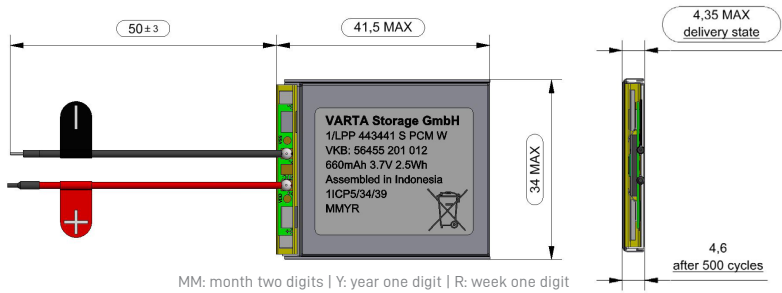 50±3
41,5 MAX
4,35 MAX
delivery state
VARTA Storage GmbH
1/LPP 443441 S PCM W
VKB: 56455 201 012
660mAh 3.7V 2.5Wh
Assembled in Indonesia
1ICP5/34/39
MMYR
34 MAX
4,6
after 500 cycles
MM: month two digits | Y: year one digit | R: week one digit